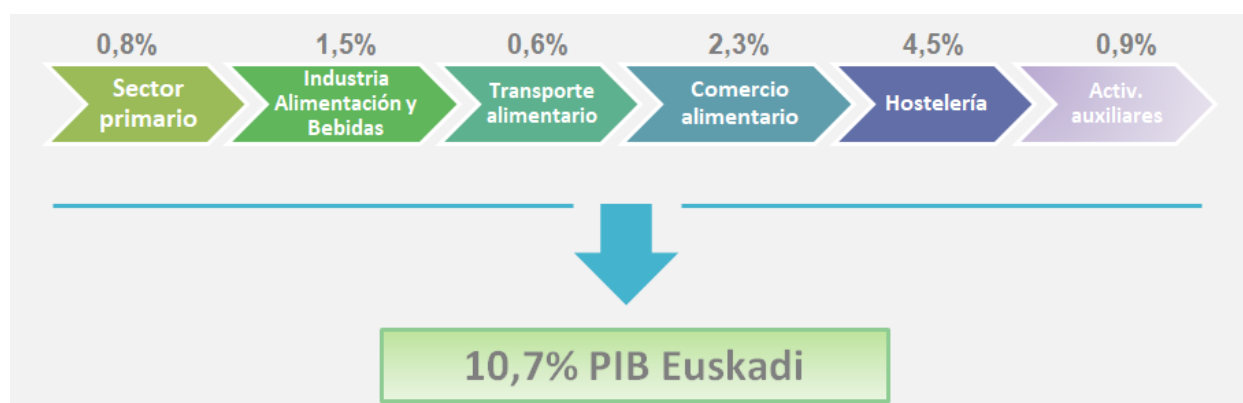 0,8%
1,5%
0,6%
2,3%
4,5%
0,9%
Sector
primario
Industria
Alimentación y
Bebidas
Transporte
alimentario
Comercio
alimentario
Hostelería
Activ.
auxiliares
10,7% PIB Euskadi